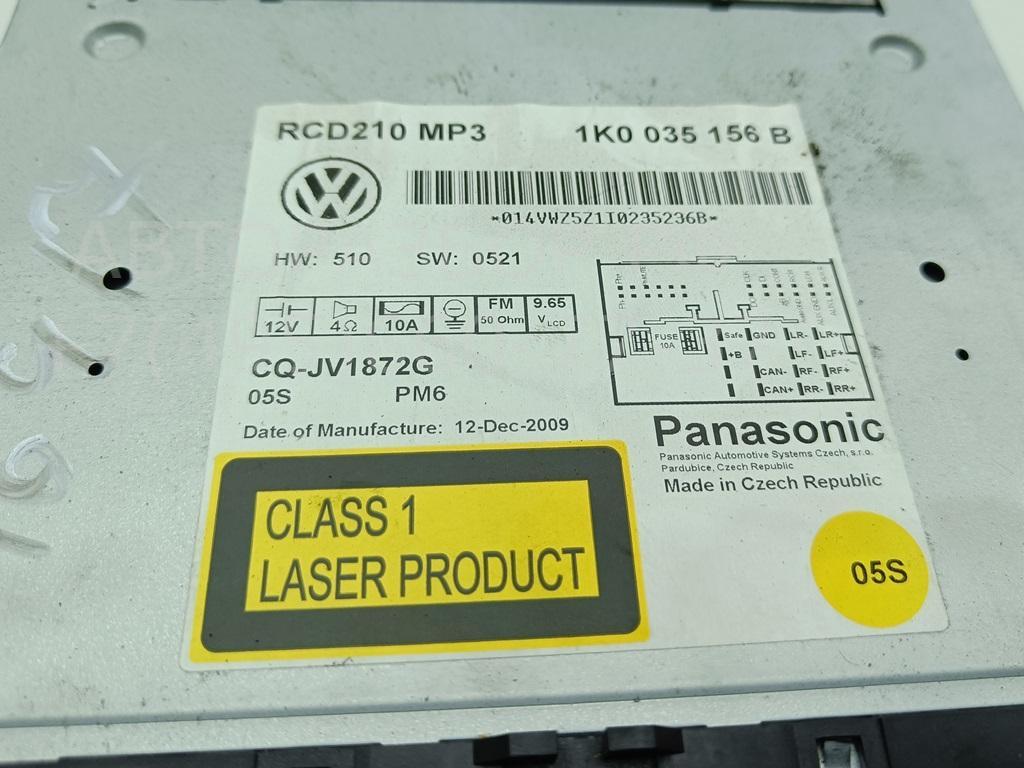 RCD210 MP3 1K0 035 156 B
VW
*014VWZ5Z1I0235236B*
HW: 510 SW: 0521
12V 4Ω 10A FM 50 Ohm 9.65 VLCD
FUSE 10A
Safe GND LR- LR+
+B LF- LF+
CAN- RF- RF+
CAN+ RR- RR+
CQ-JV1872G
05S PM6
Date of Manufacture: 12-Dec-2009
Panasonic
Panasonic Automotive Systems Czech, s.r.o.
Pardubice, Czech Republic
Made in Czech Republic
CLASS 1
LASER PRODUCT
05S